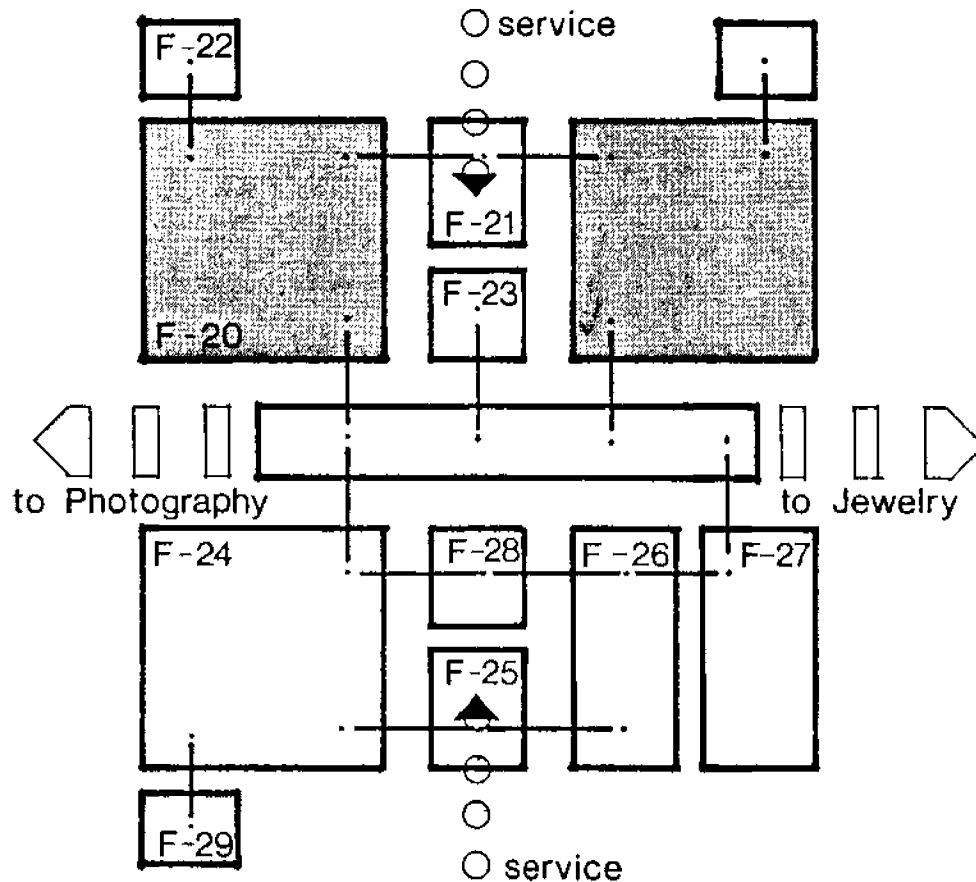 service
F-22
F-21
F-23
F-20
to Photography
to Jewelry
F-24
F-28
F-26
F-27
F-25
F-29
service